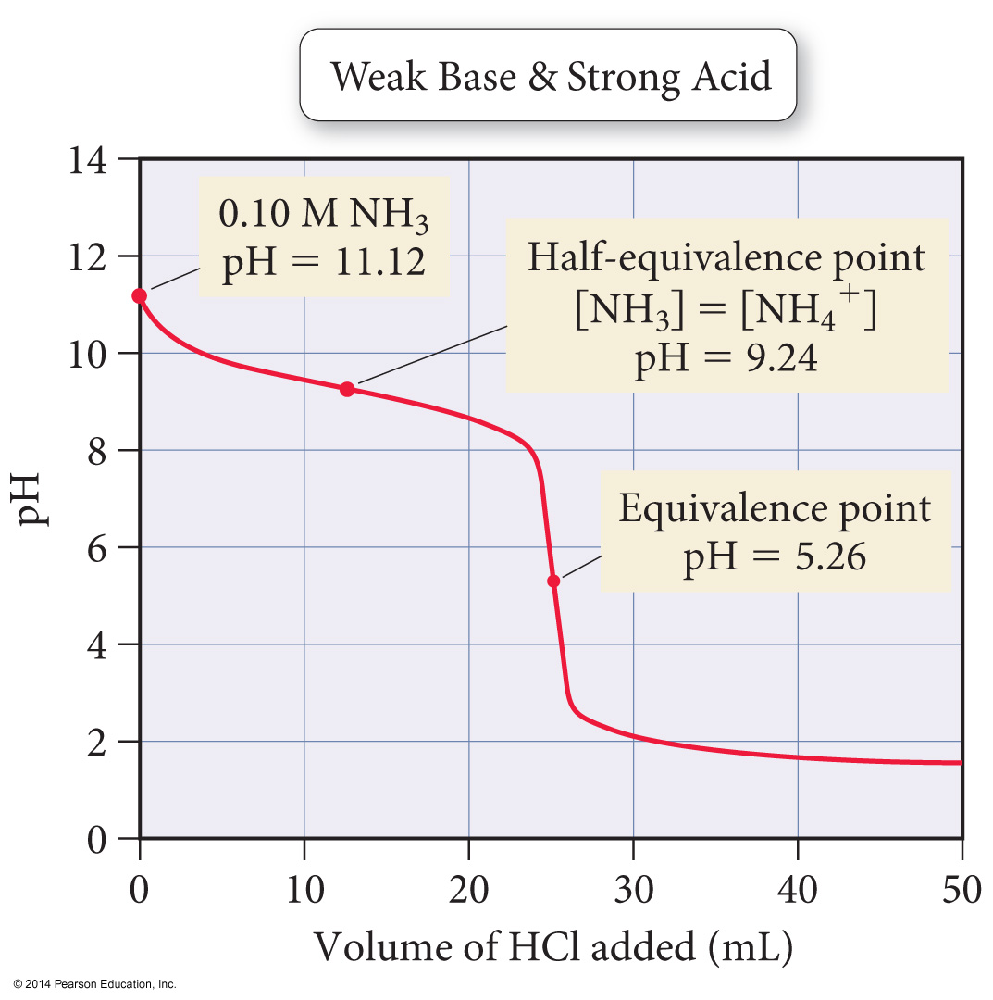 Weak Base & Strong Acid
14
12
10
8
6
4
2
0
pH
0.10 M NH₃
pH = 11.12
Half-equivalence point
[NH₃] = [NH₄⁺]
pH = 9.24
Equivalence point
pH = 5.26
0 10 20 30 40 50
Volume of HCl added (mL)
© 2014 Pearson Education, Inc.